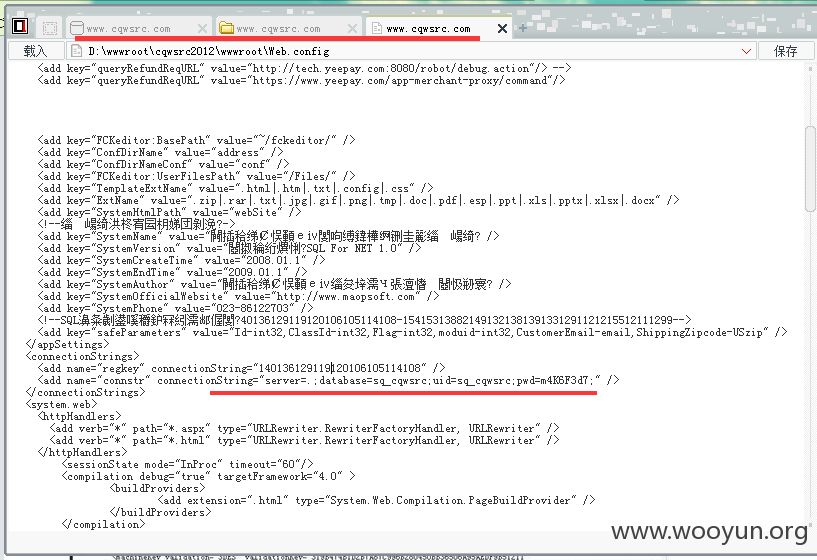 www.cqwsrc.com
www.cqwsrc.com
www.cqwsrc.com
载入
D:\wwwroot\cqwsrc2012\wwwroot\Web.config
保存
<add key="queryRefundReqURL" value="http://tech.yeepay.com:8080/robot/debug.action"/> -->
<add key="queryRefundReqURL" value="https://www.yeepay.com/app-merchant-proxy/command"/>
<add key="FCKeditor:BasePath" value="~/fckeditor/" />
<add key="ConfDirName" value="address" />
<add key="ConfDirNameConf" value="conf" />
<add key="FCKeditor:UserFilesPath" value="/Files/" />
<add key="TemplateExtName" value=".html|.htm|.txt|.config|.css" />
<add key="ExtName" value=".zip|.rar|.txt|.jpg|.gif|.png|.tmp|.doc|.pdf|.esp|.ppt|.xls|.pptx|.xlsx|.docx" />
<add key="SystemHtmlPath" value="webSite" />
<add key="SystemName" value=" />
<add key="SystemVersion" value=" SQL For NET 1.0" />
<add key="SystemCreateTime" value="2008.01.1" />
<add key="SystemEndTime" value="2009.01.1" />
<add key="SystemAuthor" value=" />
<add key="SystemOfficialWebsite" value="http://www.maopsoft.com" />
<add key="SystemPhone" value="023-86122703" />
<add key="safeParameters" value="Id-int32,ClassId-int32,Flag-int32,moduid-int32,CustomerEmail-email,ShippingZipcode-USzip" />
</appSettings>
<connectionStrings>
<add name="regkey" connectionString="140136129119120106105114108" />
<add name="connstr" connectionString="server=.;database=sq_cqwsrc;uid=sq_cqwsrc;pwd=m4K6F3d7;" />
</connectionStrings>
<system.web>
<httpHandlers>
<add verb="*" path="*.aspx" type="URLRewriter.RewriterFactoryHandler, URLRewriter" />
<add verb="*" path="*.html" type="URLRewriter.RewriterFactoryHandler, URLRewriter" />
</httpHandlers>
<sessionState mode="InProc" timeout="60"/>
<compilation debug="true" targetFramework="4.0" >
<buildProviders>
<add extension=".html" type="System.Web.Compilation.PageBuildProvider" />
</buildProviders>
</compilation>
www.wooyun.org